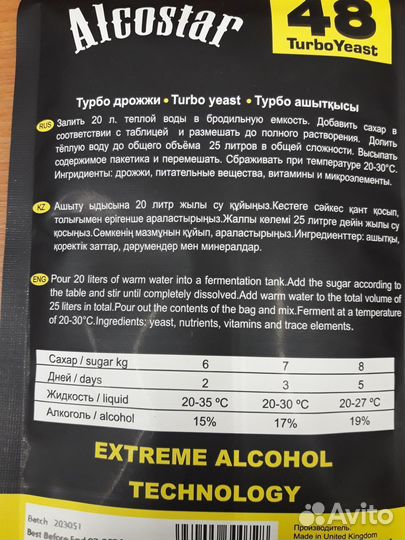 Alcostar
48
TurboYeast
Турбо дрожжи • Turbo yeast • Турбо ашытқысы
RUS Залить 20 л. теплой воды в бродильную емкость. Добавить сахар в
соответствии с таблицей и размешать до полного растворения. Долить
тёплую воду до общего объёма 25 литров в общей сложности. Высыпать
содержимое пакетика и перемешать. Сбраживать при температуре 20-30°C.
Ингредиенты: дрожжи, питательные вещества, витамины и микроэлементы.
KZ Ашыту ыдысына 20 литр жылы су құйыңыз.Кестеге сәйкес қант қосып,
толығымен ерігенше араластырыңыз.Жалпы көлемі 25 литрге дейін жылы су
қосыңыз.Сөмкенің мазмұнын құйып, араластырыңыз.Ингредиенттер: ашытқы,
қоректік заттар, дәрумендер мен минералдар.
ENG Pour 20 liters of warm water into a fermentation tank.Add the sugar according to
the table and stir until completely dissolved.Add warm water to the total volume of
25 liters in total.Pour out the contents of the bag and mix.Ferment at a temperature
of 20-30°C.Ingredients: yeast, nutrients, vitamins and trace elements.
Сахар / sugar kg 6 7 8
Дней / days 2 3 5
Жидкость / liquid 20-35 ºC 20-30 ºC 20-27 ºC
Алкоголь / alcohol 15% 17% 19%
EXTREME ALCOHOL
TECHNOLOGY
Batch 203051
Best Before End
Производитель:
Made in United Kingdom
Avito